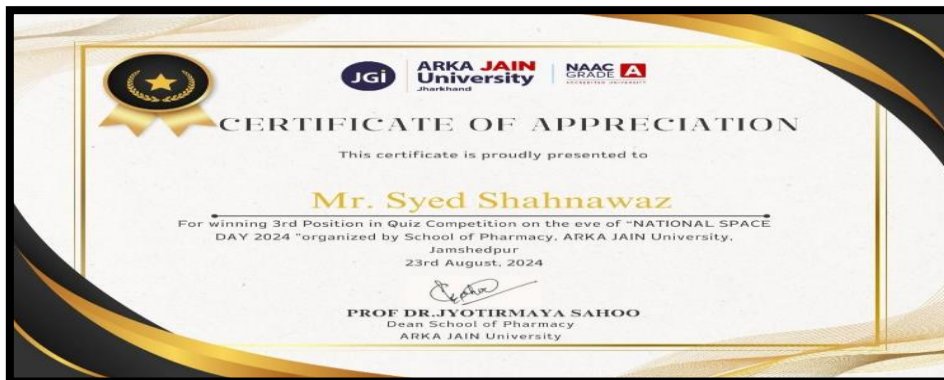 JGi
ARKA JAIN
University
Jharkhand
NAAC
GRADE A
ACCREDITED UNIVERSITY
CERTIFICATE OF APPRECIATION
This certificate is proudly presented to
Mr. Syed Shahnawaz
For winning 3rd Position in Quiz Competition on the eve of "NATIONAL SPACE
DAY 2024 "organized by School of Pharmacy, ARKA JAIN University,
Jamshedpur
23rd August, 2024
PROF DR.JYOTIRMAYA SAHOO
Dean School of Pharmacy
ARKA JAIN University